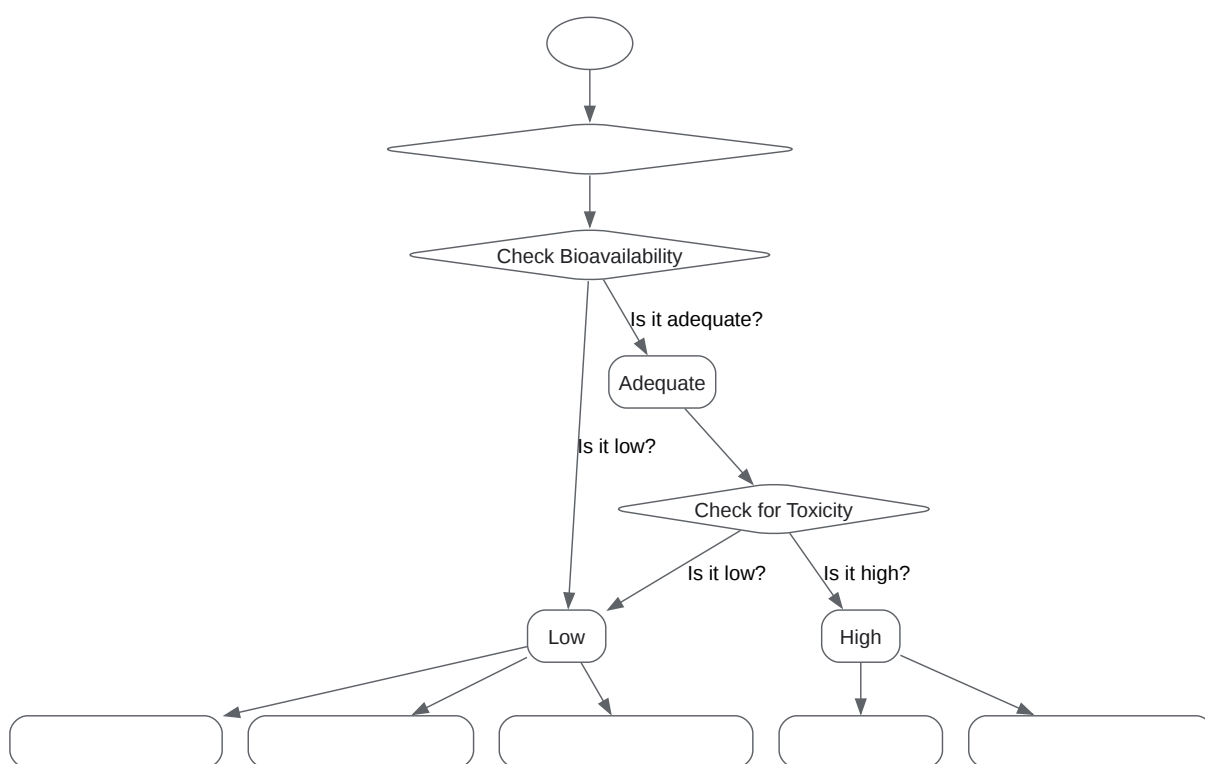 Check Bioavailability
Is it adequate?
Adequate
Is it low?
Check for Toxicity
Is it low?
Is it high?
Low
High